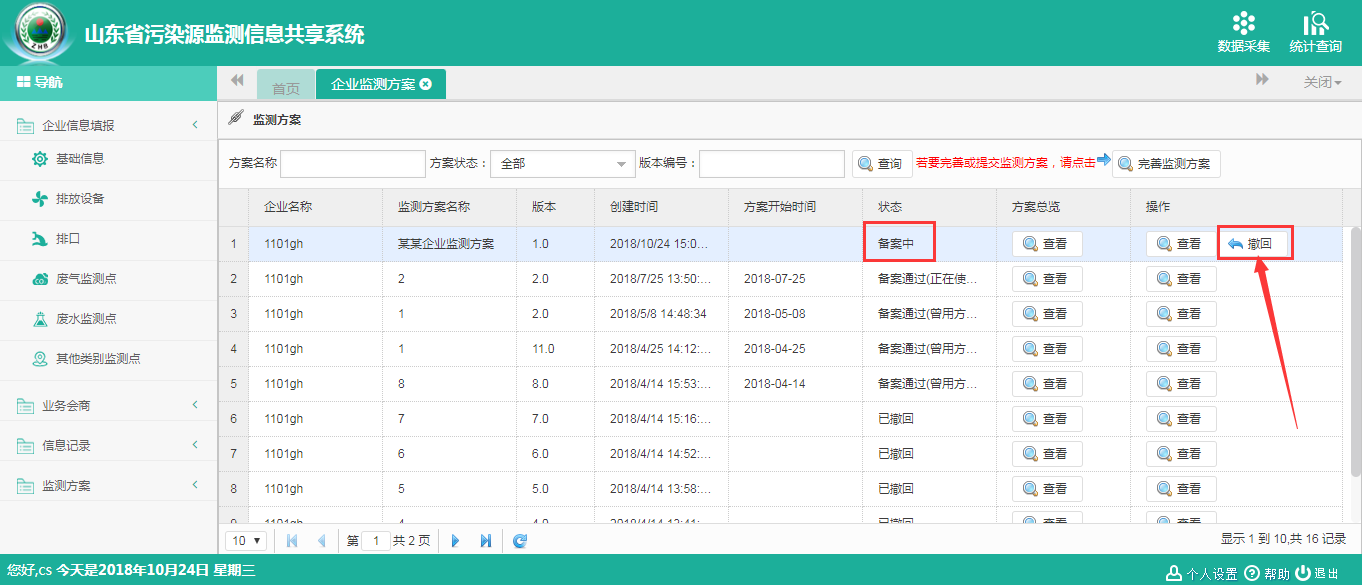 山东省污染源监测信息共享系统
数据采集 统计查询
ZHB
导航
首页 企业监测方案 关闭
企业信息填报
基础信息
排放设备
排口
废气监测点
废水监测点
其他类别监测点
业务会商
信息记录
监测方案
监测方案
方案名称 方案状态： 全部 版本编号： 查询 若要完善或提交监测方案，请点击 完善监测方案
企业名称 监测方案名称 版本 创建时间 方案开始时间 状态 方案总览 操作
1 1101gh 某某企业监测方案 1.0 2018/10/24 15:0... 备案中 查看 查看 撤回
2 1101gh 2 2.0 2018/7/25 13:50:... 2018-07-25 备案通过(正在使... 查看 查看
3 1101gh 1 2.0 2018/5/8 14:48:34 2018-05-08 备案通过(曾用方... 查看 查看
4 1101gh 1 11.0 2018/4/25 14:12:... 2018-04-25 备案通过(曾用方... 查看 查看
5 1101gh 8 8.0 2018/4/14 15:53:... 2018-04-14 备案通过(曾用方... 查看 查看
6 1101gh 7 7.0 2018/4/14 15:16:... 已撤回 查看 查看
7 1101gh 6 6.0 2018/4/14 14:52:... 已撤回 查看 查看
8 1101gh 5 5.0 2018/4/14 13:58:... 已撤回 查看 查看
9 1101gh 4 4.0 2018/4/14 13:41:... 已撤回 查看 查看
10 第 1 共2页 显示 1 到 10,共 16 记录
您好,cs 今天是2018年10月24日 星期三 个人设置 帮助 退出